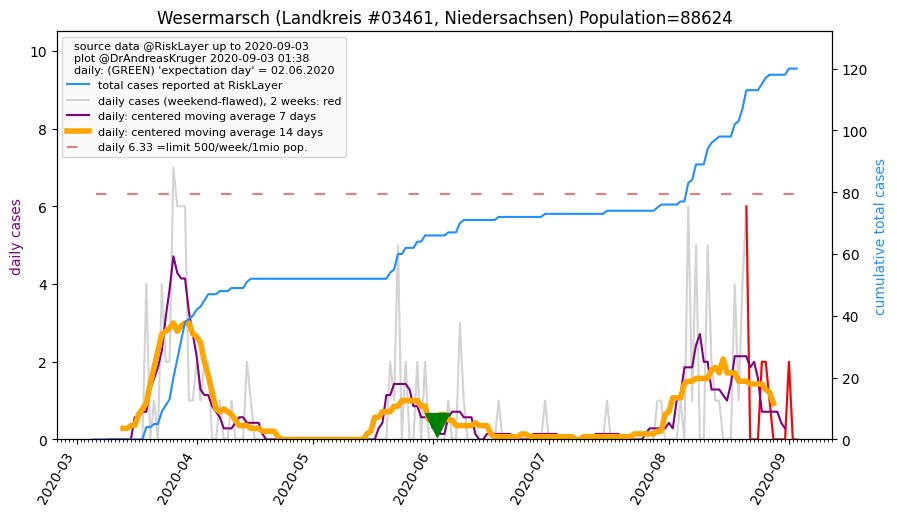 Wesermarsch (Landkreis #03461, Niedersachsen) Population=88624
source data @RiskLayer up to 2020-09-03
plot @DrAndreasKruger 2020-09-03 01:38
daily: (GREEN) 'expectation day' = 02.06.2020
total cases reported at RiskLayer
daily cases (weekend-flawed), 2 weeks: red
daily: centered moving average 7 days
daily: centered moving average 14 days
daily 6.33 =limit 500/week/1mio pop.
daily cases
10
8
6
4
2
0
cumulative total cases
120
100
80
60
40
20
0
2020-03
2020-04
2020-05
2020-06
2020-07
2020-08
2020-09